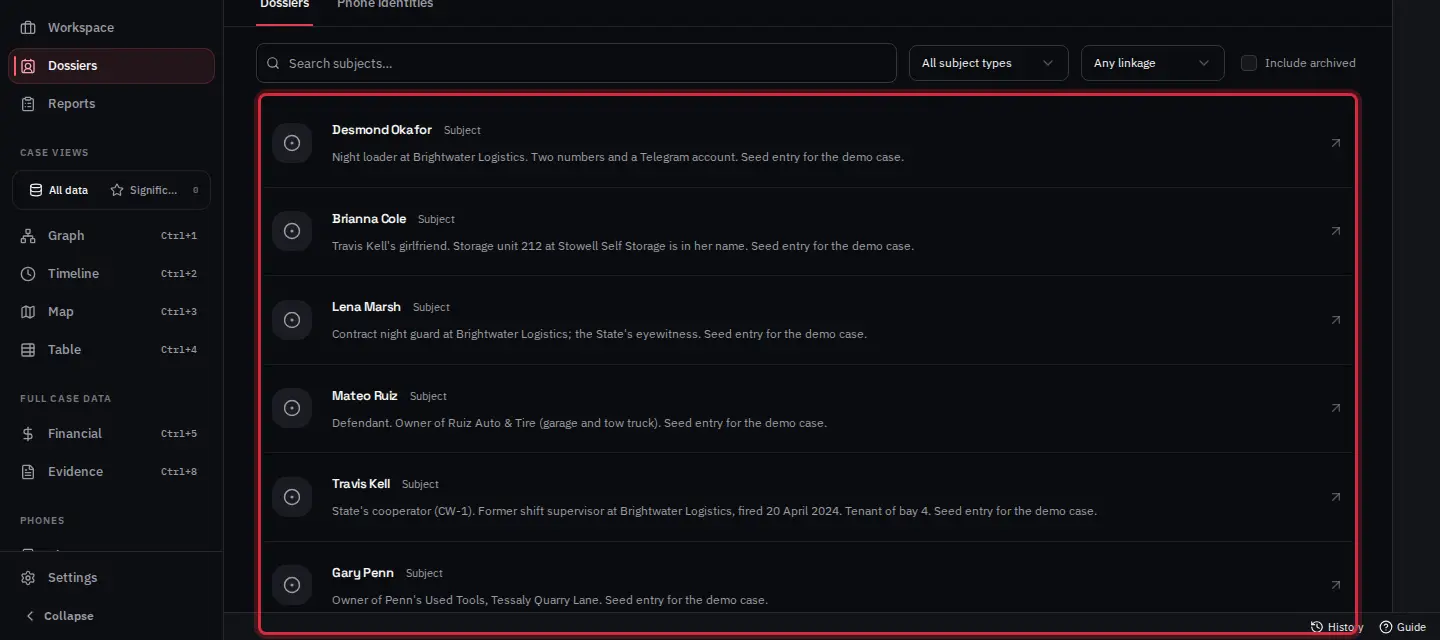 Dossiers
Phone Identities
Workspace
Dossiers
Reports
CASE VIEWS
All data
Signific... 0
Graph Ctrl+1
Timeline Ctrl+2
Map Ctrl+3
Table Ctrl+4
FULL CASE DATA
Financial Ctrl+5
Evidence Ctrl+8
PHONES
Settings
Collapse
Search subjects...
All subject types
Any linkage
Include archived
Desmond Okafor Subject
Night loader at Brightwater Logistics. Two numbers and a Telegram account. Seed entry for the demo case.
Brianna Cole Subject
Travis Kell's girlfriend. Storage unit 212 at Stowell Self Storage is in her name. Seed entry for the demo case.
Lena Marsh Subject
Contract night guard at Brightwater Logistics; the State's eyewitness. Seed entry for the demo case.
Mateo Ruiz Subject
Defendant. Owner of Ruiz Auto & Tire (garage and tow truck). Seed entry for the demo case.
Travis Kell Subject
State's cooperator (CW-1). Former shift supervisor at Brightwater Logistics, fired 20 April 2024. Tenant of bay 4. Seed entry for the demo case.
Gary Penn Subject
Owner of Penn's Used Tools, Tessaly Quarry Lane. Seed entry for the demo case.
History
Guide